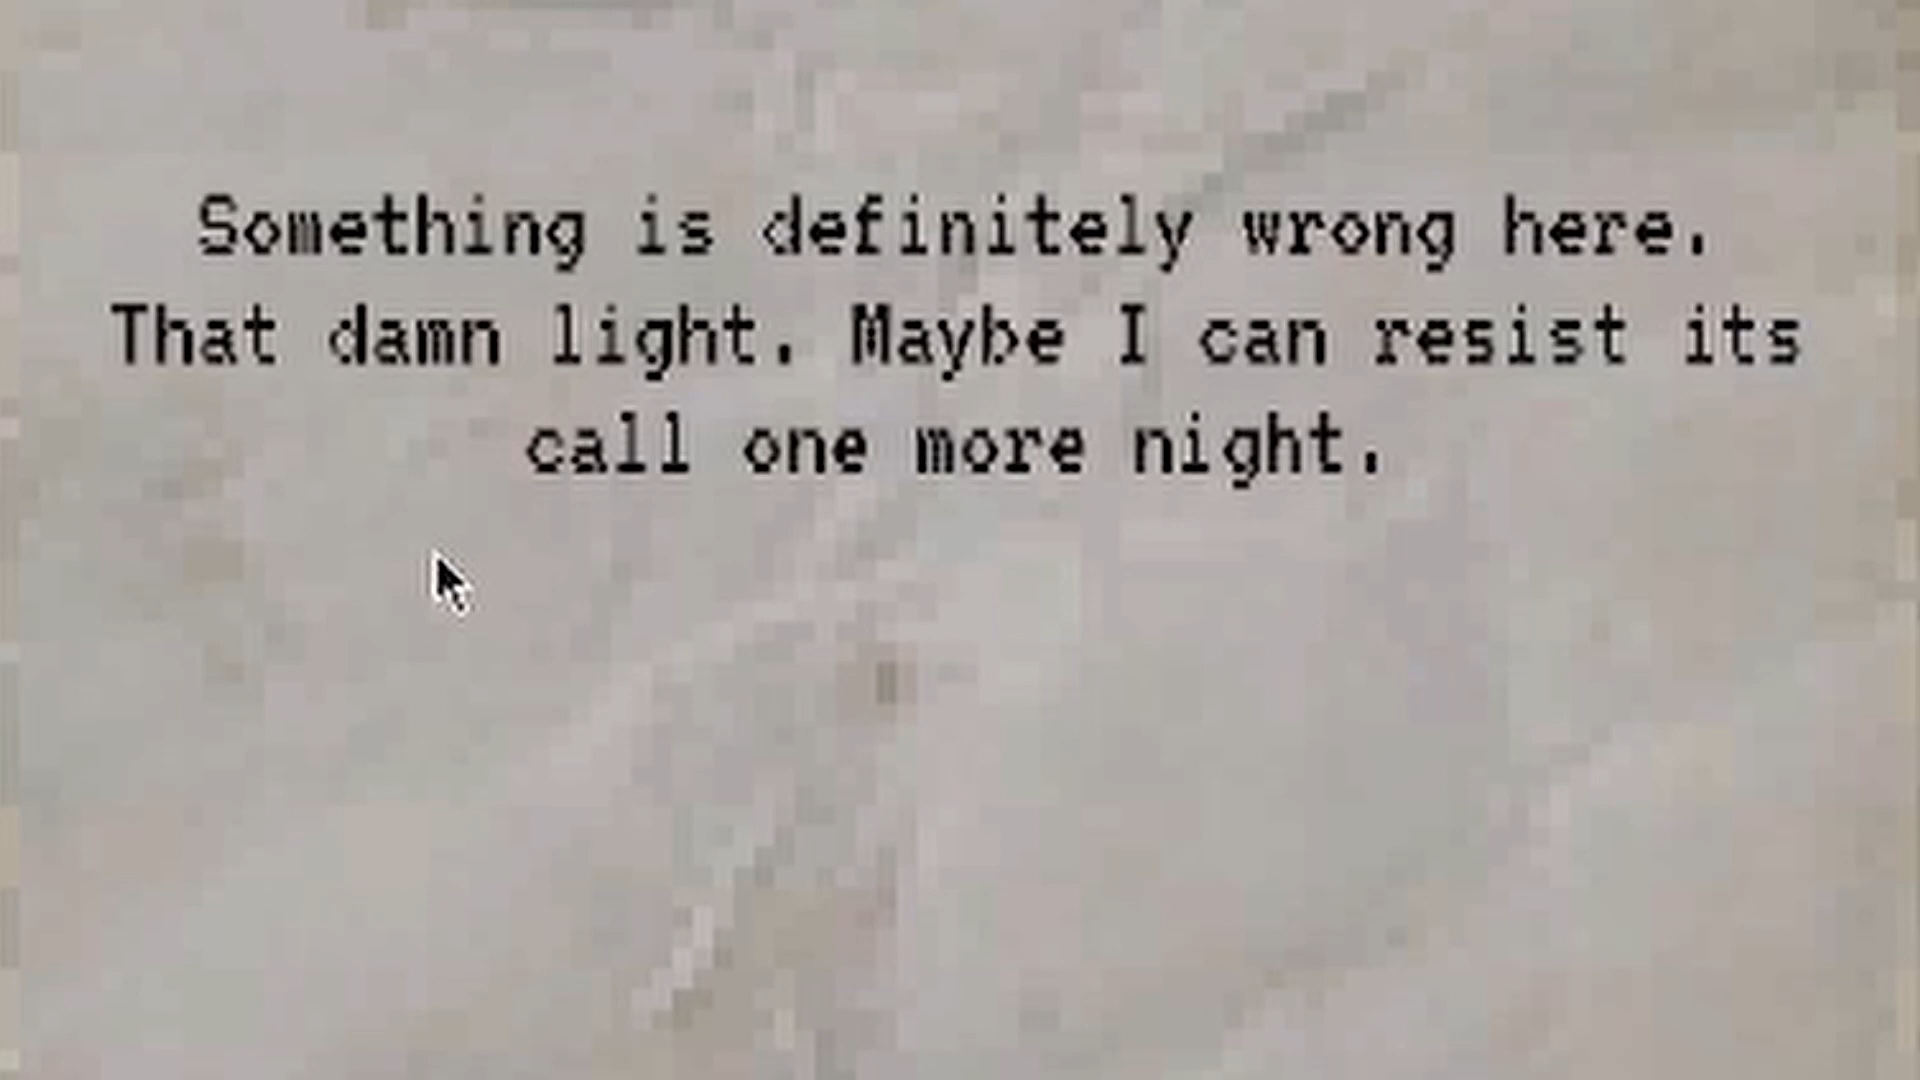 Something is definitely wrong here.
That damn light. Maybe I can resist its
call one more night.